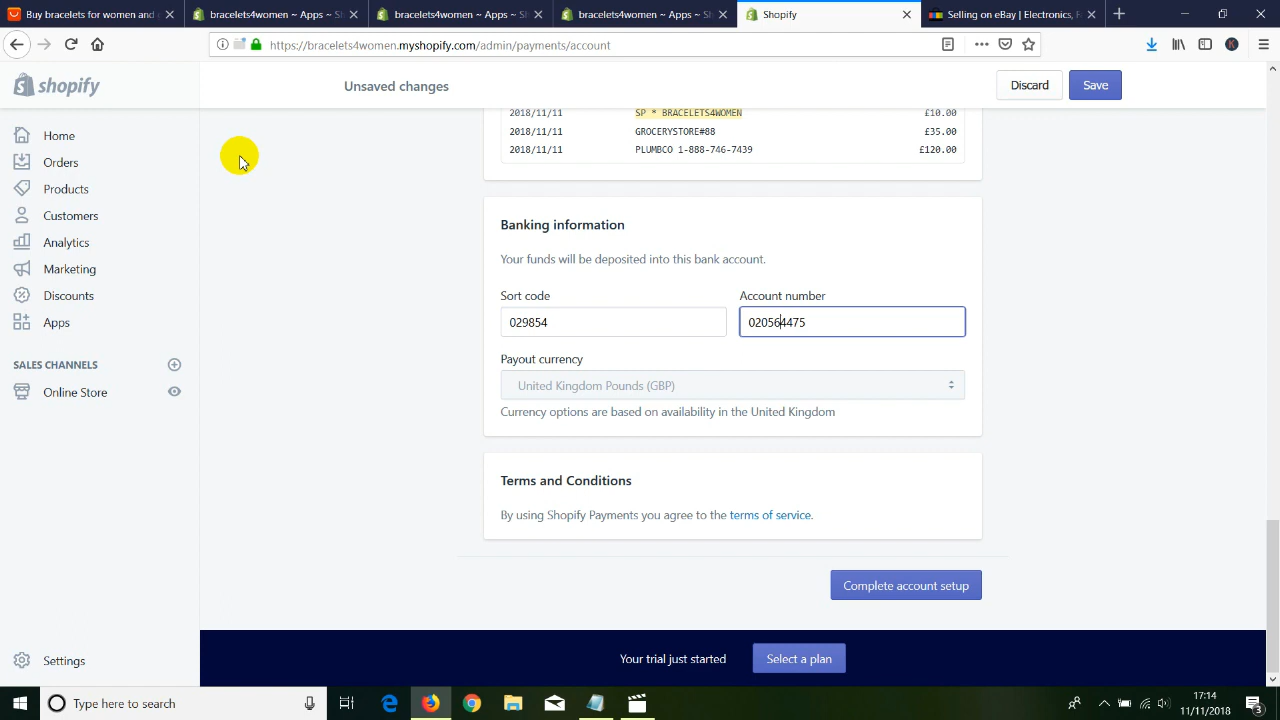 Buy bracelets for women and c
bracelets4women ~ Apps ~ Sh
bracelets4women ~ Apps ~ Sh
bracelets4women ~ Apps ~ Sh
Shopify
Selling on eBay | Electronics, F
https://bracelets4women.myshopify.com/admin/payments/account
K
shopify
Unsaved changes
Discard
Save
Home
Orders
Products
Customers
Analytics
Marketing
Discounts
Apps
SALES CHANNELS
Online Store
Settings
2018/11/11 SP * BRACELETS4WOMEN £10.00
2018/11/11 GROCERYSTORE#88 £35.00
2018/11/11 PLUMBCO 1-888-746-7439 £120.00
Banking information
Your funds will be deposited into this bank account.
Sort code
029854
Account number
020564475
Payout currency
United Kingdom Pounds (GBP)
Currency options are based on availability in the United Kingdom
Terms and Conditions
By using Shopify Payments you agree to the terms of service.
Complete account setup
Your trial just started
Select a plan
Type here to search
17:14
11/11/2018
3